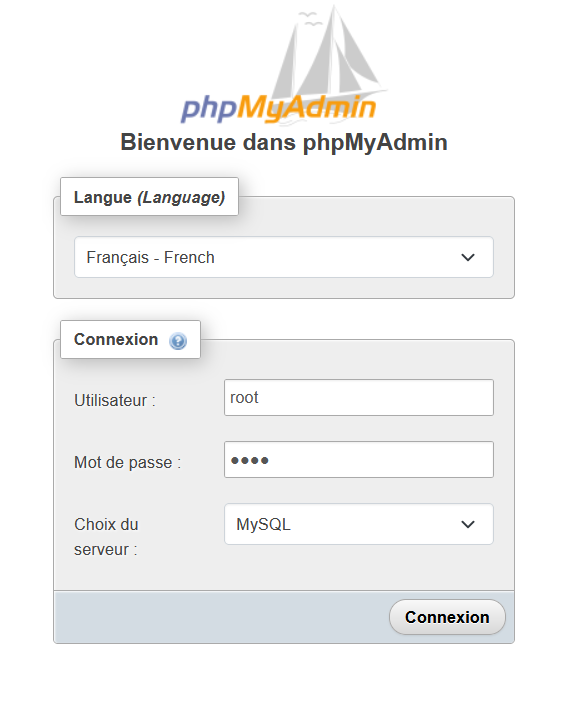 phpMyAdmin
Bienvenue dans phpMyAdmin
Langue (Language)
Français - French
Connexion
Utilisateur :
root
Mot de passe :
••••
Choix du
serveur :
MySQL
Connexion